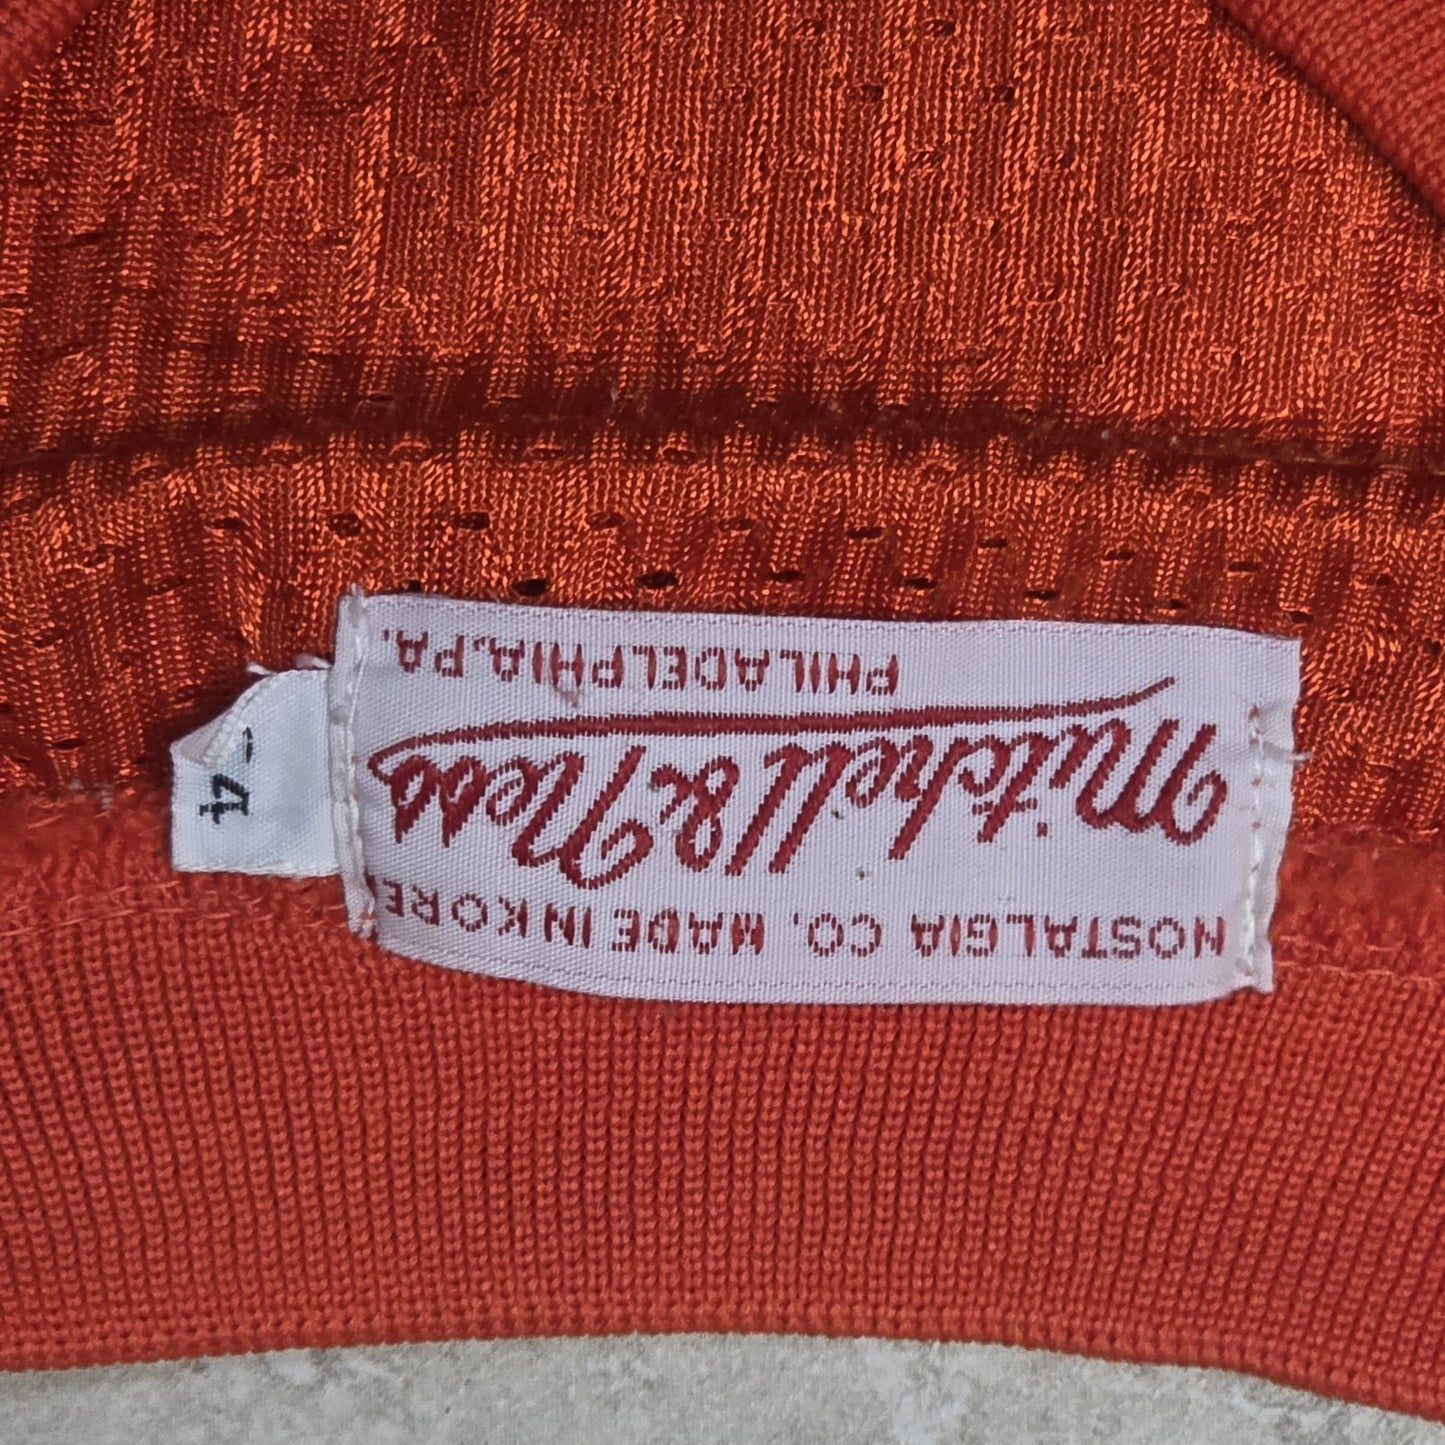 NOSTALGIA CO. MADE IN KORE
Mitchell & Ness
PHILADELPHIA, PA.